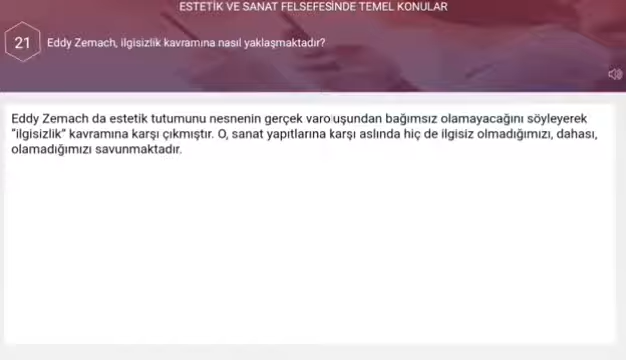 ESTETİK VE SANAT FELSEFESİNDE TEMEL KONULAR
21
Eddy Zemach, ilgisizlik kavramına nasıl yaklaşmaktadır?
Eddy Zemach da estetik tutumunu nesnenin gerçek varoluşundan bağımsız olamayacağını söyleyerek
"ilgisizlik" kavramına karşı çıkmıştır. O, sanat yapıtlarına karşı aslında hiç de ilgisiz olmadığımızı, dahası,
olamadığımızı savunmaktadır.